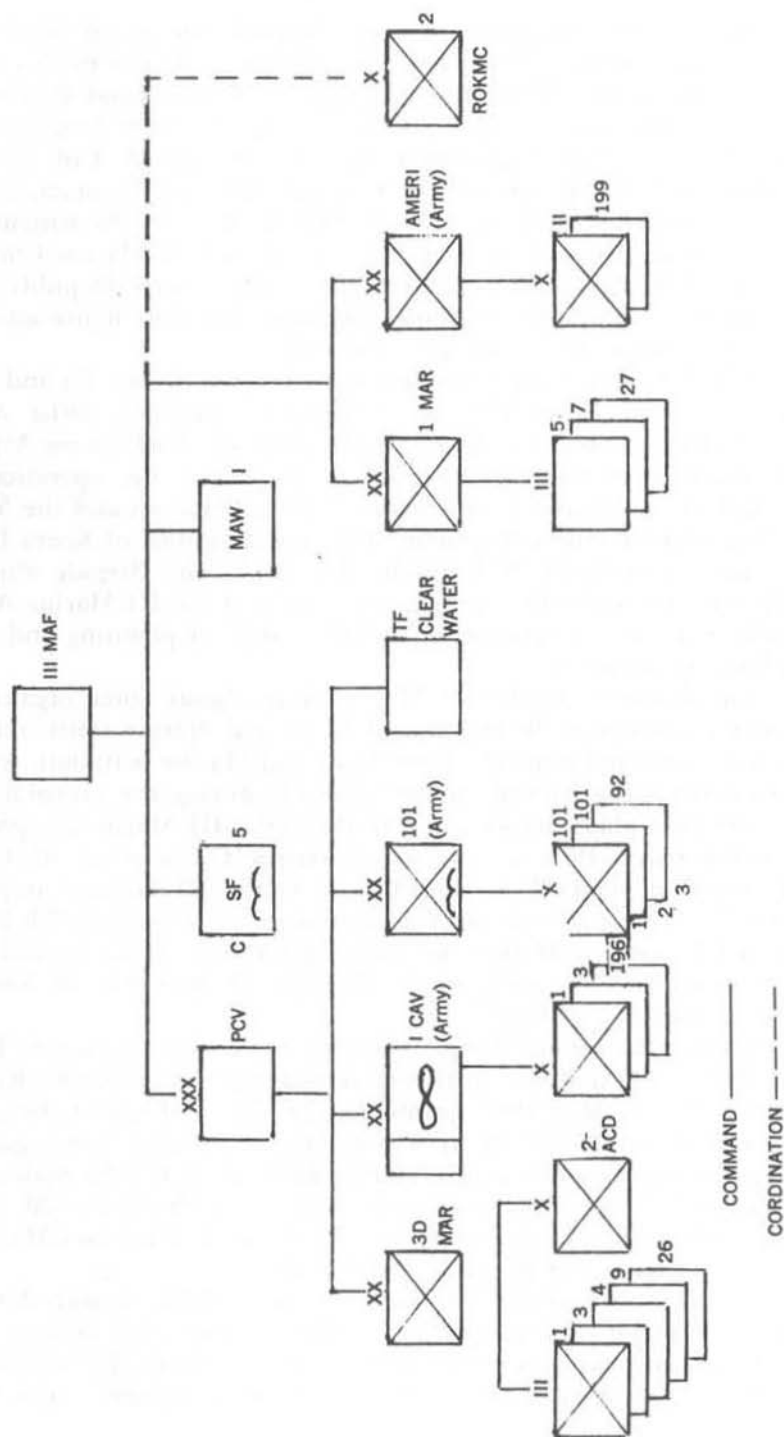 III MAF
XXX
PCV
C
SF
5
MAW
I
X
2
ROKMC
XX
3D
MAR
XX
I CAV
(Army)
XX
101
(Army)
TF
CLEAR
WATER
XX
1 MAR
XX
AMERI
(Army)
III
1
3
4
9
26
X
2-
ACD
X
1
3
196
X
101
101
92
1
2
3
III
5
7
27
X
II
199
COMMAND
CORDINATION